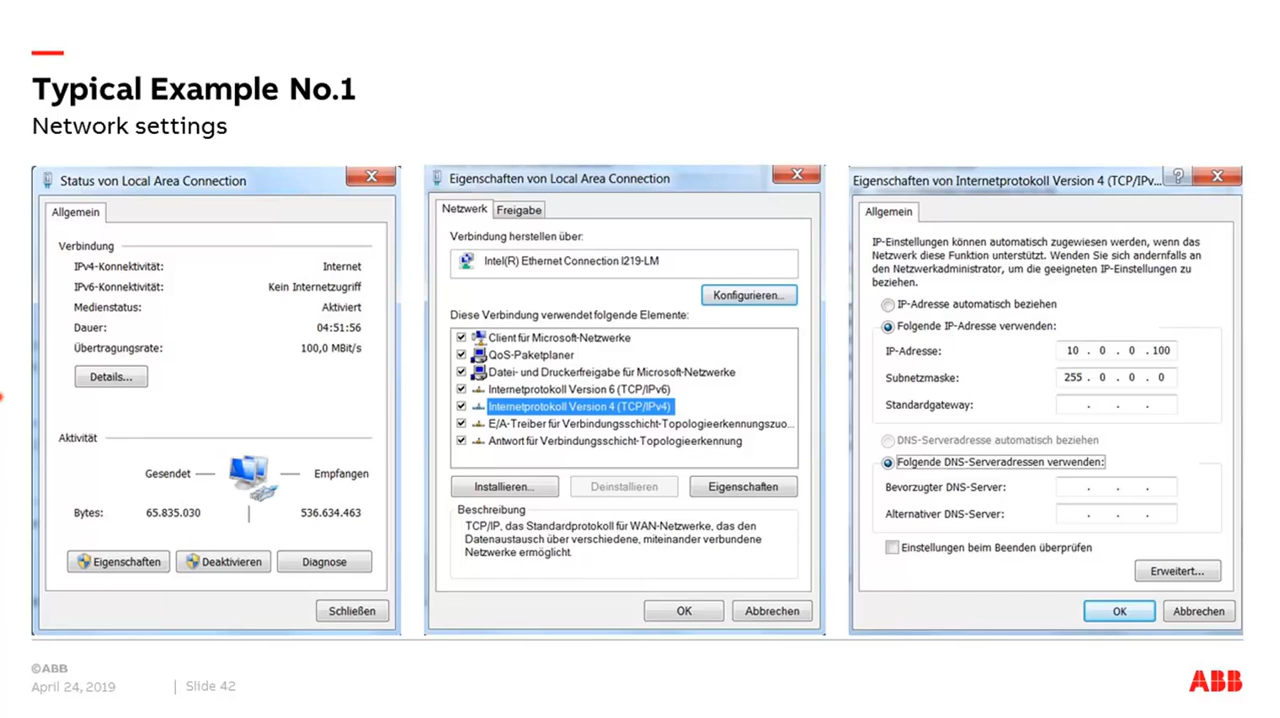 Typical Example No.1
Network settings
Status von Local Area Connection
Allgemein
Verbindung
IPv4-Konnektivität: Internet
IPv6-Konnektivität: Kein Internetzugriff
Medienstatus: Aktiviert
Dauer: 04:51:56
Übertragungsrate: 100,0 MBit/s
Details...
Aktivität
Gesendet — — Empfangen
Bytes: 65.835.030 | 536.634.463
Eigenschaften Deaktivieren Diagnose
Schließen
Eigenschaften von Local Area Connection
Netzwerk Freigabe
Verbindung herstellen über:
Intel(R) Ethernet Connection I219-LM
Konfigurieren...
Diese Verbindung verwendet folgende Elemente:
Client für Microsoft-Netzwerke
QoS-Paketplaner
Datei- und Druckerfreigabe für Microsoft-Netzwerke
Internetprotokoll Version 6 (TCP/IPv6)
Internetprotokoll Version 4 (TCP/IPv4)
E/A-Treiber für Verbindungsschicht-Topologieerkennungszuo...
Antwort für Verbindungsschicht-Topologieerkennung
Installieren... Deinstallieren Eigenschaften
Beschreibung
TCP/IP, das Standardprotokoll für WAN-Netzwerke, das den
Datenaustausch über verschiedene, miteinander verbundene
Netzwerke ermöglicht.
OK Abbrechen
Eigenschaften von Internetprotokoll Version 4 (TCP/IPv...
Allgemein
IP-Einstellungen können automatisch zugewiesen werden, wenn das
Netzwerk diese Funktion unterstützt. Wenden Sie sich andernfalls an
den Netzwerkadministrator, um die geeigneten IP-Einstellungen zu
beziehen.
IP-Adresse automatisch beziehen
Folgende IP-Adresse verwenden:
IP-Adresse: 10 . 0 . 0 . 100
Subnetzmaske: 255 . 0 . 0 . 0
Standardgateway: . . .
DNS-Serveradresse automatisch beziehen
Folgende DNS-Serveradressen verwenden:
Bevorzugter DNS-Server: . . .
Alternativer DNS-Server: . . .
Einstellungen beim Beenden überprüfen
Erweitert...
OK Abbrechen
©ABB
April 24, 2019 | Slide 42
ABB